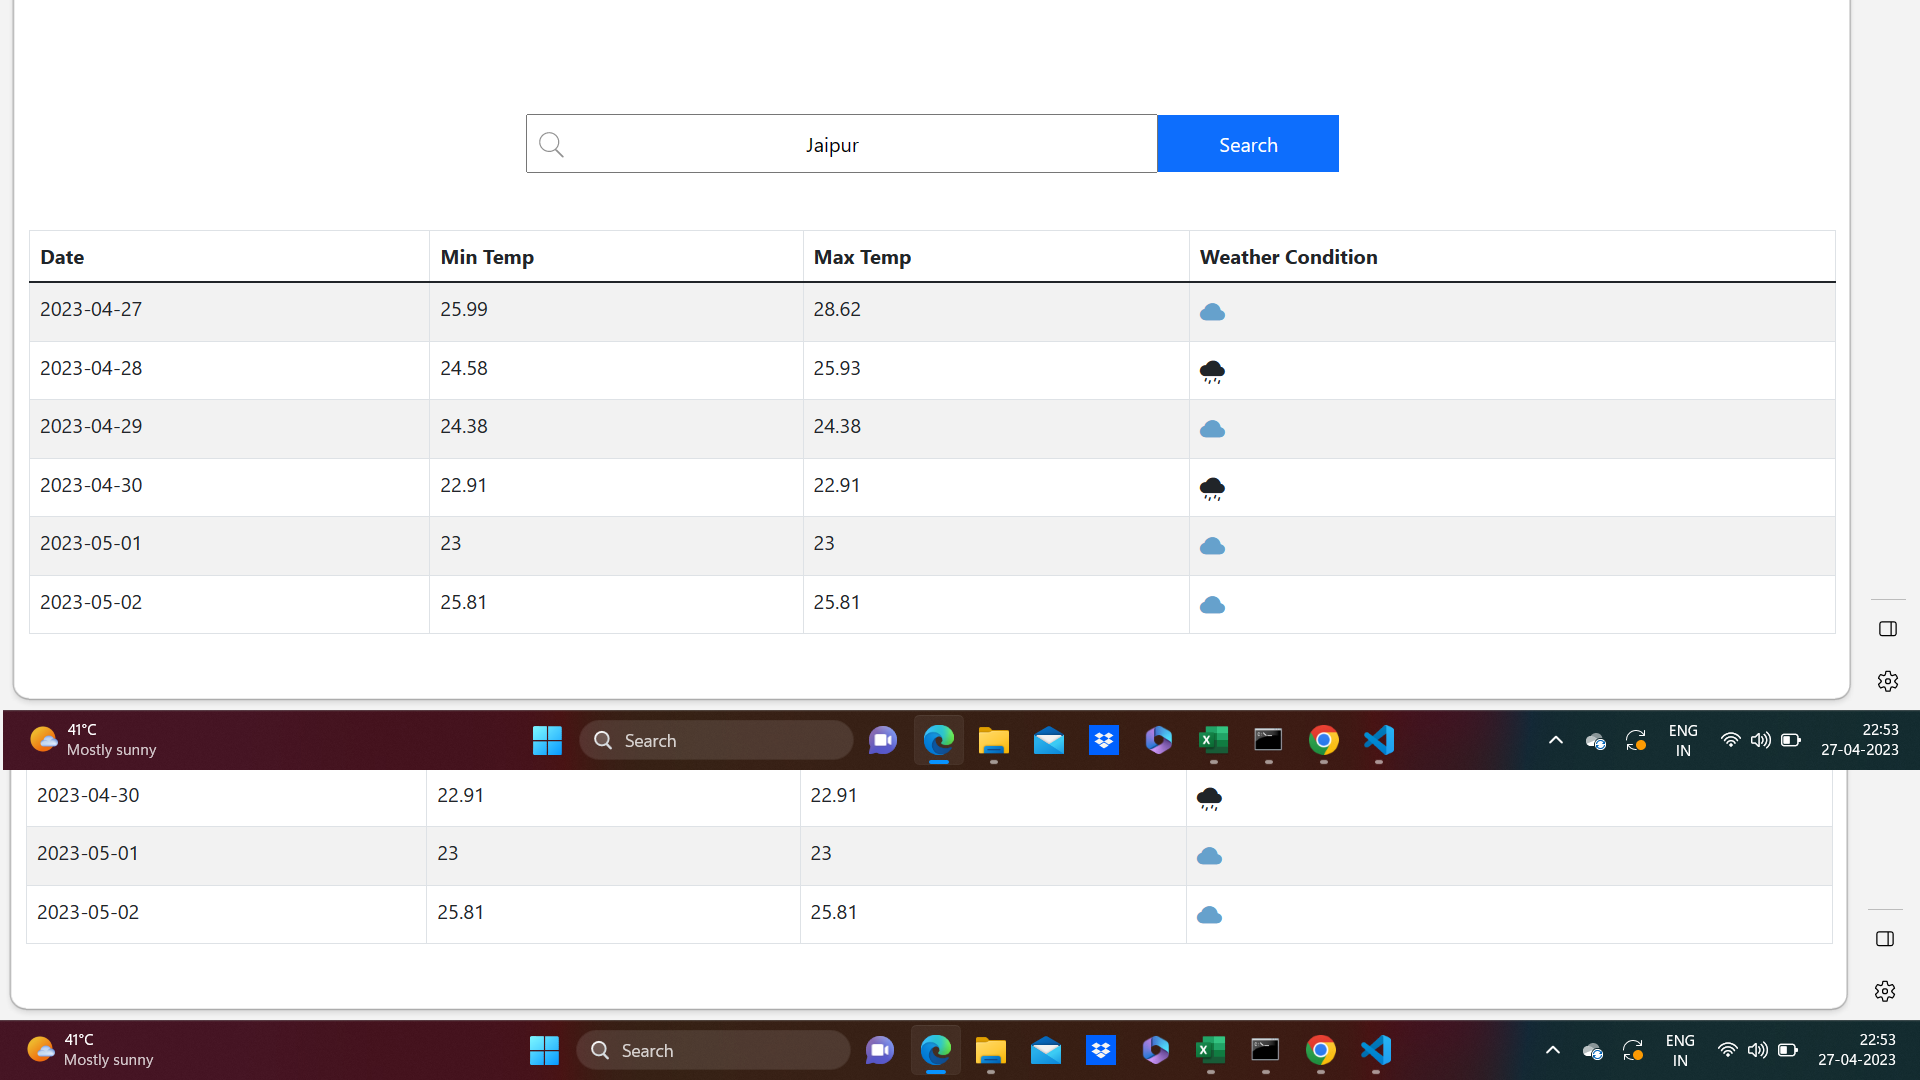 Jaipur Search
Date Min Temp Max Temp Weather Condition
2023-04-27 25.99 28.62
2023-04-28 24.58 25.93
2023-04-29 24.38 24.38
2023-04-30 22.91 22.91
2023-05-01 23 23
2023-05-02 25.81 25.81
41°C
Mostly sunny
Search
ENG
IN
22:53
27-04-2023
2023-04-30 22.91 22.91
2023-05-01 23 23
2023-05-02 25.81 25.81
41°C
Mostly sunny
Search
ENG
IN
22:53
27-04-2023